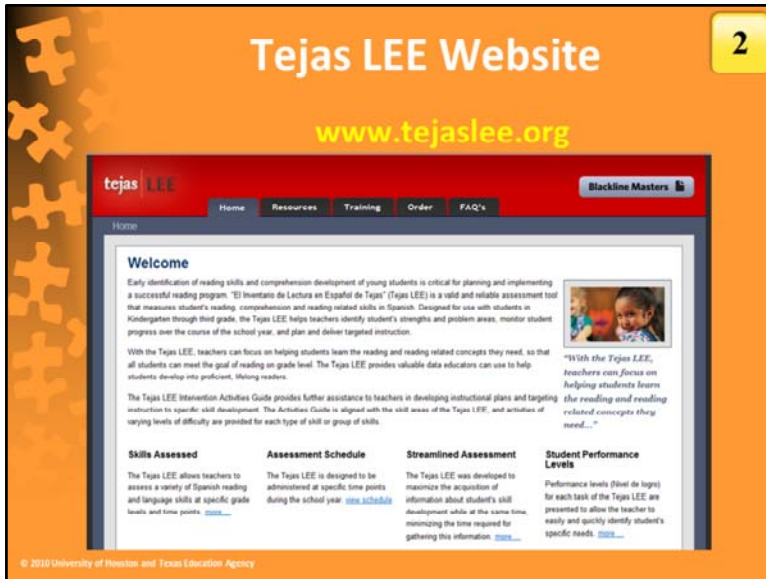 Tejas LEE Website
2
www.tejaslee.org
tejas LEE
Blackline Masters
Home Resources Training Order FAQ's
Home
Welcome
Early identification of reading skills and comprehension development of young students is critical for planning and implementing
a successful reading program. "El Inventario de Lectura en Español de Tejas" (Tejas LEE) is a valid and reliable assessment tool
that measures student's reading, comprehension and reading related skills in Spanish. Designed for use with students in
Kindergarten through third grade, the Tejas LEE helps teachers identify student's strengths and problem areas, monitor student
progress over the course of the school year, and plan and deliver targeted instruction.
With the Tejas LEE, teachers can focus on helping students learn the reading and reading related concepts they need, so that
all students can meet the goal of reading on grade level. The Tejas LEE provides valuable data educators can use to help
students develop into proficient, lifelong readers.
The Tejas LEE Intervention Activities Guide provides further assistance to teachers in developing instructional plans and targeting
instruction to specific skill development. The Activities Guide is aligned with the skill areas of the Tejas LEE, and activities of
varying levels of difficulty are provided for each type of skill or group of skills.
"With the Tejas LEE,
teachers can focus on
helping students learn
the reading and reading
related concepts they
need..."
Skills Assessed
The Tejas LEE allows teachers to
assess a variety of Spanish reading
and language skills at specific grade
levels and time points. more ...
Assessment Schedule
The Tejas LEE is designed to be
administered at specific time points
during the school year. view schedule
Streamlined Assessment
The Tejas LEE was developed to
maximize the acquisition of
information about student's skill
development while at the same time,
minimizing the time required for
gathering this information. more ...
Student Performance
Levels
Performance levels (Nivel de logro)
for each task of the Tejas LEE are
presented to allow the teacher to
easily and quickly identify student's
specific needs. more ...
© 2010 University of Houston and Texas Education Agency